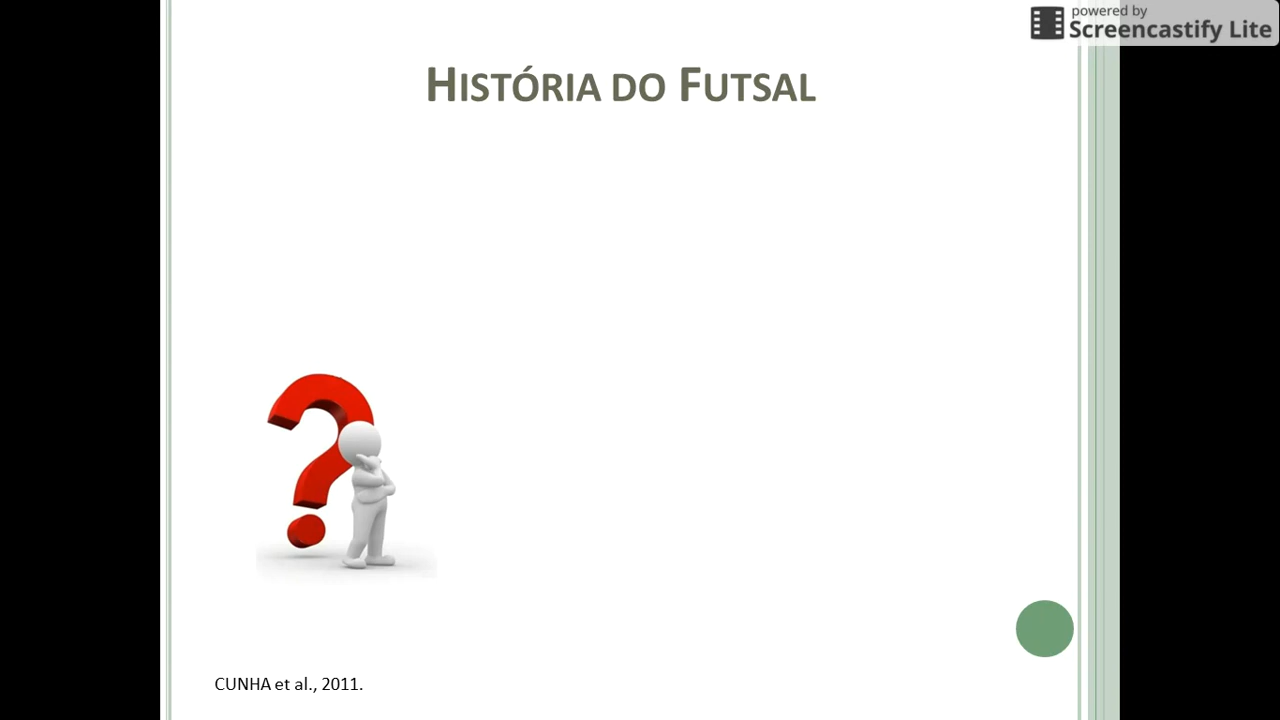 powered by
Screencastify Lite
HISTÓRIA DO FUTSAL
CUNHA et al., 2011.